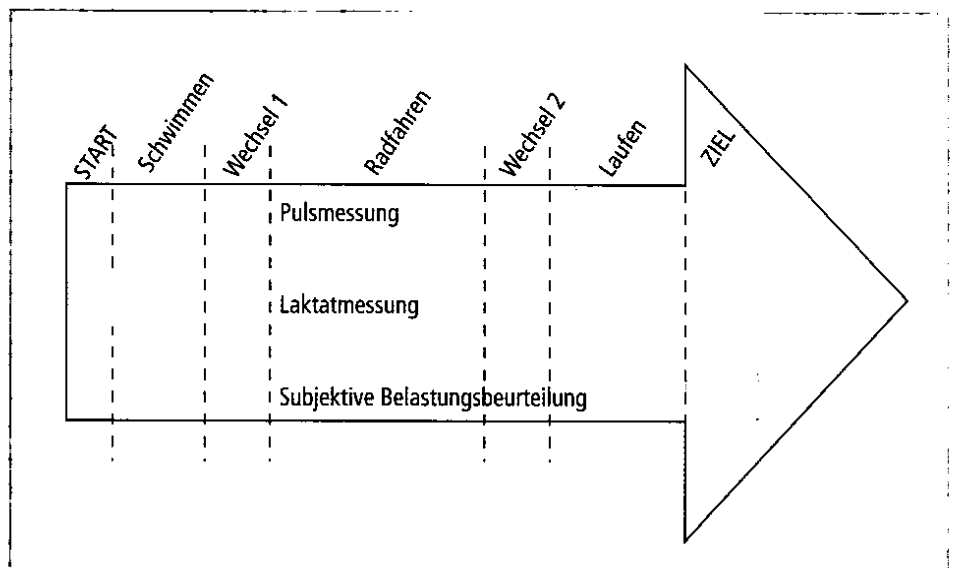 START
Schwimmen
Wechsel 1
Radfahren
Wechsel 2
Laufen
ZIEL
Pulsmessung
Laktatmessung
Subjektive Belastungsbeurteilung